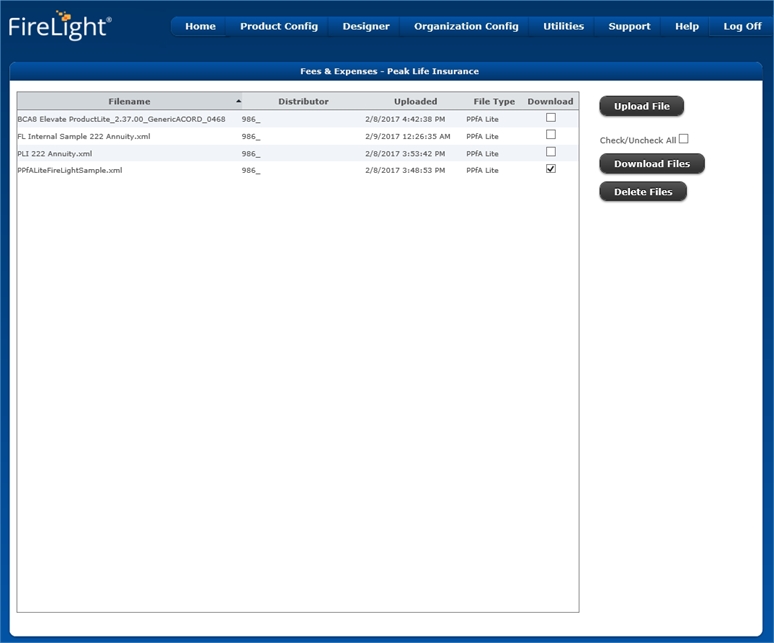 FireLight®
Home Product Config Designer Organization Config Utilities Support Help Log Off
Fees & Expenses - Peak Life Insurance
Filename Distributor Uploaded File Type Download
BCA8 Elevate ProductLite_2.37.00_GenericACORD_0468 986_ 2/8/2017 4:42:38 PM PPfA Lite
FL Internal Sample 222 Annuity.xml 986_ 2/9/2017 12:26:35 AM PPfA Lite
PLI 222 Annuity.xml 986_ 2/8/2017 3:53:42 PM PPfA Lite
PPfALiteFireLightSample.xml 986_ 2/8/2017 3:48:53 PM PPfA Lite
Upload File
Check/Uncheck All
Download Files
Delete Files